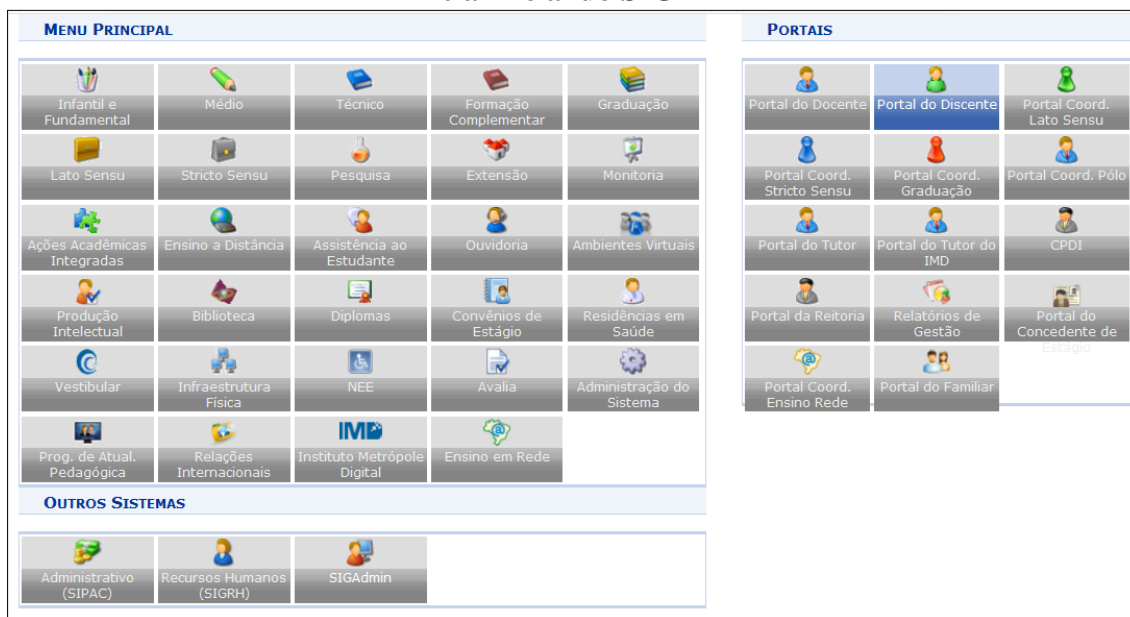 MENU PRINCIPAL
Infantil e
Fundamental
Médio
Técnico
Formação
Complementar
Graduação
Lato Sensu
Stricto Sensu
Pesquisa
Extensão
Monitoria
Ações Acadêmicas
Integradas
Ensino a Distância
Assistência ao
Estudante
Ouvidoria
Ambientes Virtuais
Produção
Intelectual
Biblioteca
Diplomas
Convênios de
Estágio
Residências em
Saúde
Vestibular
Infraestrutura
Física
NEE
Avalia
Administração do
Sistema
Prog. de Atual.
Pedagógica
Relações
Internacionais
IMD
Instituto Metrópole
Digital
Ensino em Rede
OUTROS SISTEMAS
Administrativo
(SIPAC)
Recursos Humanos
(SIGRH)
SIGAdmin
PORTAIS
Portal do Docente
Portal do Discente
Portal Coord.
Lato Sensu
Portal Coord.
Stricto Sensu
Portal Coord.
Graduação
Portal Coord. Pólo
Portal do Tutor
Portal do Tutor do
IMD
CPDI
Portal da Reitoria
Relatórios de
Gestão
Portal do
Concedente de
Estágio
Portal Coord.
Ensino Rede
Portal do Familiar